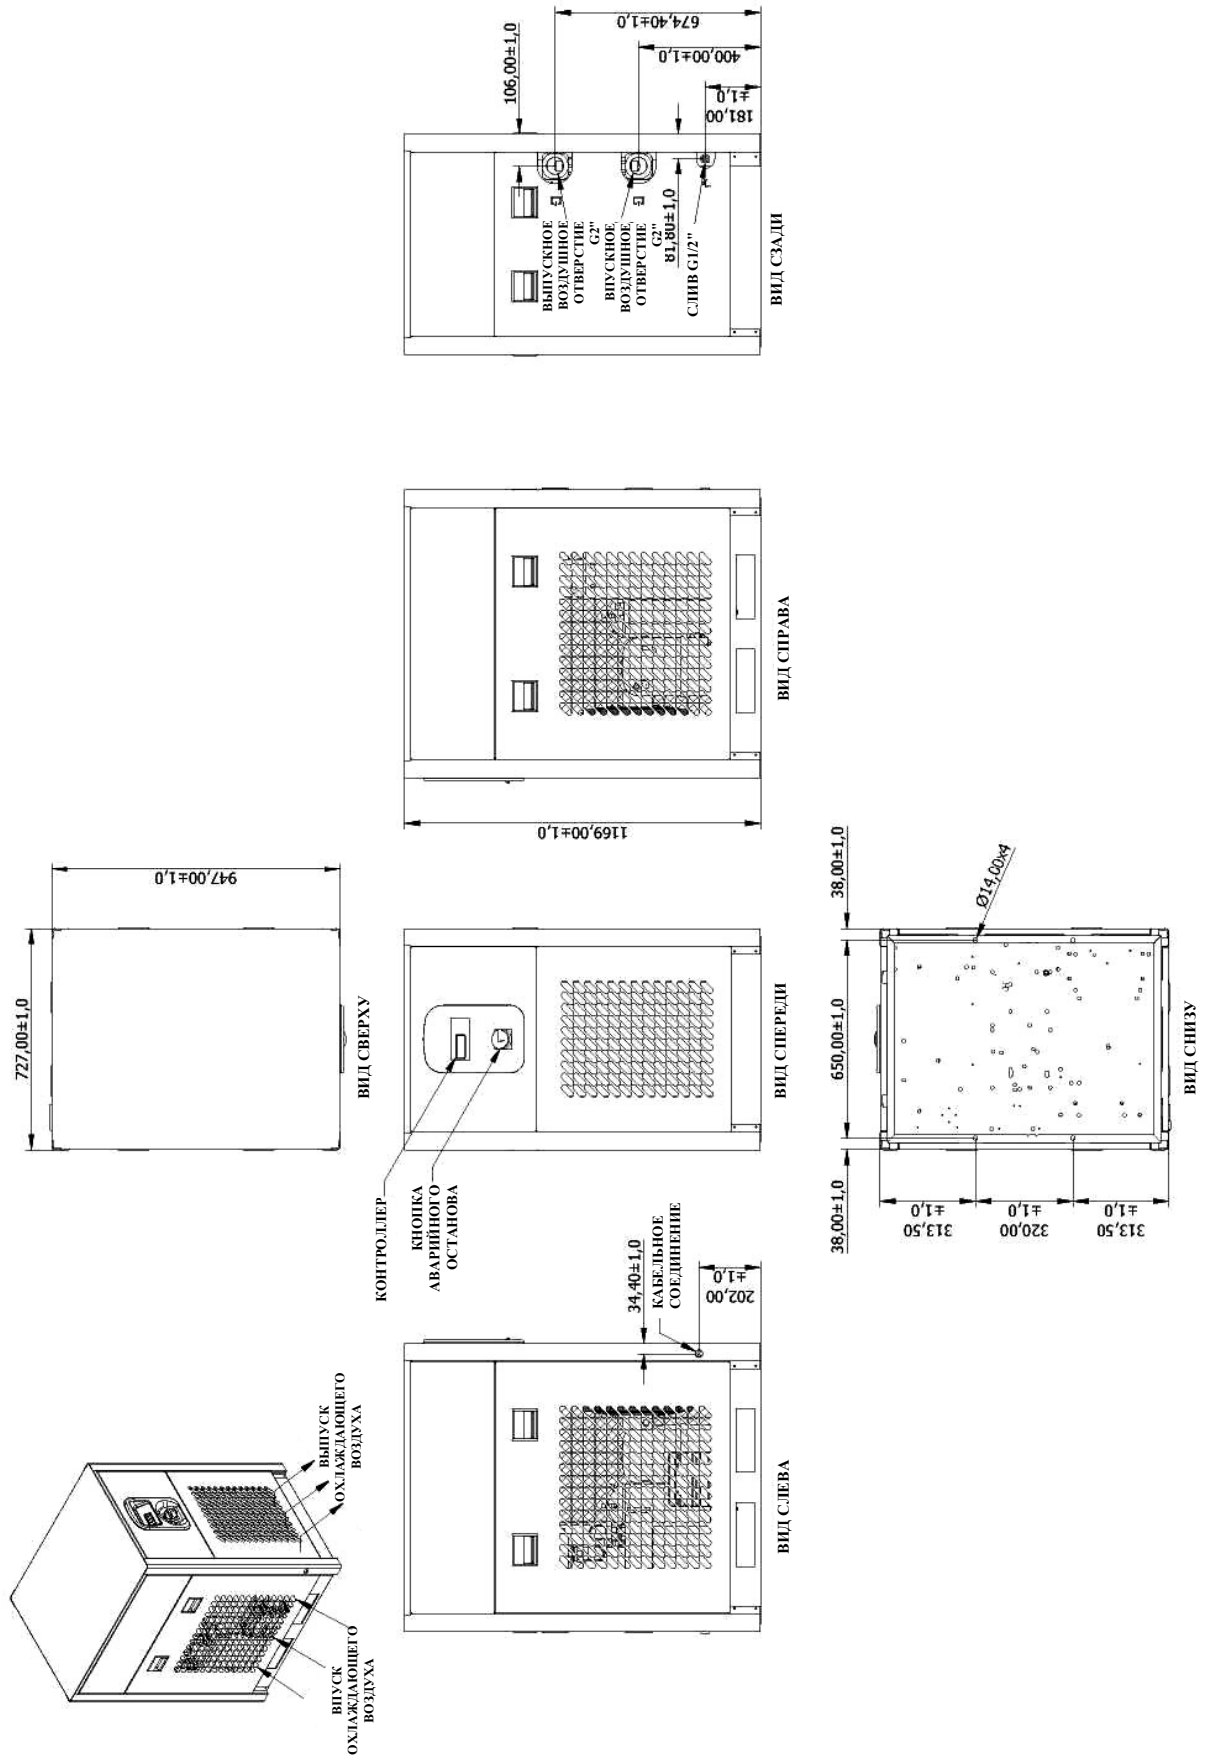 ВПУСК
ОХЛАЖДАЮЩЕГО
ВОЗДУХА
ВЫПУСК
ОХЛАЖДАЮЩЕГО
ВОЗДУХА
727,00±1,0
947,00±1,0
ВИД СВЕРХУ
34,40±1,0
КАБЕЛЬНОЕ
СОЕДИНЕНИЕ
202,00
±1,0
ВИД СЛЕВА
КОНТРОЛЛЕР
КНОПКА
АВАРИЙНОГО
ОСТАНОВА
ВИД СПЕРЕДИ
1169,00±1,0
ВИД СПРАВА
106,00±1,0
674,40±1,0
400,00±1,0
181,00
±1,0
ВЫПУСКНОЕ
ВОЗДУШНОЕ
ОТВЕРСТИЕ
G2"
ВПУСКНОЕ
ВОЗДУШНОЕ
ОТВЕРСТИЕ
G2"
81,80±1,0
СЛИВ G1/2"
ВИД СЗАДИ
38,00±1,0
650,00±1,0
38,00±1,0
Ø14,00x4
313,50
±1,0
320,00
±1,0
313,50
±1,0
ВИД СНИЗУ